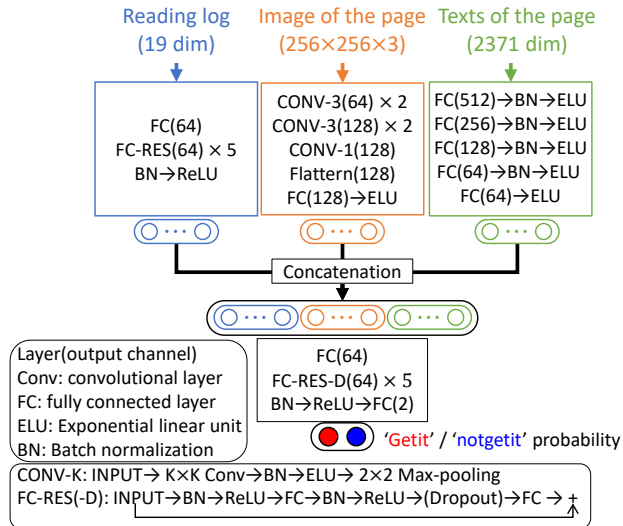 Reading log
(19 dim)
Image of the page
(256×256×3)
Texts of the page
(2371 dim)
FC(64)
FC-RES(64) × 5
BN→ReLU
CONV-3(64) × 2
CONV-3(128) × 2
CONV-1(128)
Flattern(128)
FC(128)→ELU
FC(512)→BN→ELU
FC(256)→BN→ELU
FC(128)→BN→ELU
FC(64)→BN→ELU
FC(64)→ELU
Concatenation
Layer(output channel)
Conv: convolutional layer
FC: fully connected layer
ELU: Exponential linear unit
BN: Batch normalization
FC(64)
FC-RES-D(64) × 5
BN→ReLU→FC(2)
'Getit' / 'notgetit' probability
CONV-K: INPUT→ K×K Conv→BN→ELU→ 2×2 Max-pooling
FC-RES(-D): INPUT→BN→ReLU→FC→BN→ReLU→(Dropout)→FC → +